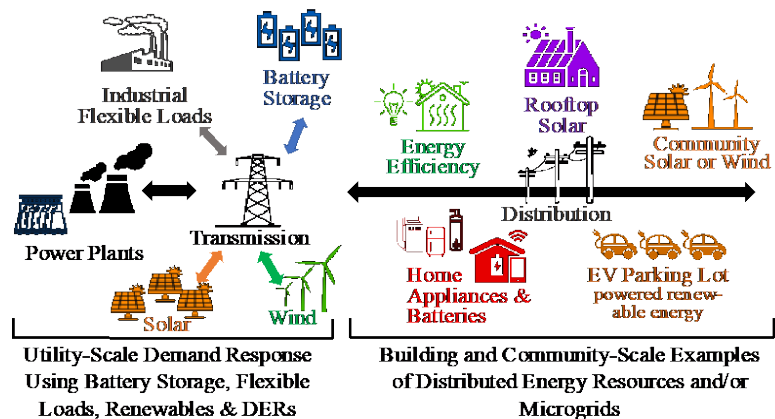 Industrial
Flexible Loads
Battery
Storage
Power Plants
Transmission
Solar
Wind
Utility-Scale Demand Response
Using Battery Storage, Flexible
Loads, Renewables & DERs
Energy
Efficiency
Rooftop
Solar
Community
Solar or Wind
Distribution
Home
Appliances &
Batteries
EV Parking Lot
powered renew-
able energy
Building and Community-Scale Examples
of Distributed Energy Resources and/or
Microgrids